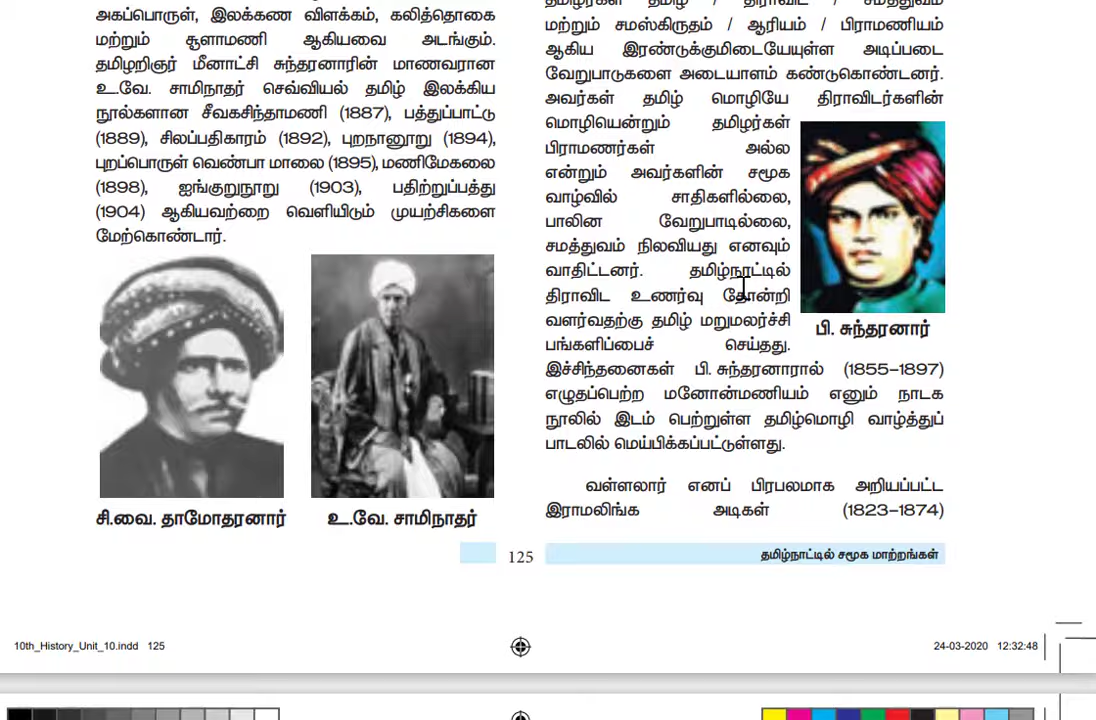 அகப்பொருள், இலக்கண விளக்கம், கலித்தொகை
மற்றும் சூளாமணி ஆகியவை அடங்கும்.
தமிழறிஞர் மீனாட்சி சுந்தரனாரின் மாணவரான
உ.வே. சாமிநாதர் செவ்வியல் தமிழ் இலக்கிய
நூல்களான சீவகசிந்தாமணி (1887), பத்துப்பாட்டு
(1889), சிலப்பதிகாரம் (1892), புறநானூறு (1894),
புறப்பொருள் வெண்பா மாலை (1895), மணிமேகலை
(1898), ஐங்குறுநூறு (1903), பதிற்றுப்பத்து
(1904) ஆகியவற்றை வெளியிடும் முயற்சிகளை
மேற்கொண்டார்.
சி.வை. தாமோதரனார்
உ.வே. சாமிநாதர்
தமிழர்கள் தமிழ் / திராவிட / சமத்துவம்
மற்றும் சமஸ்கிருதம் / ஆரியம் / பிராமணியம்
ஆகிய இரண்டுக்குமிடையேயுள்ள அடிப்படை
வேறுபாடுகளை அடையாளம் கண்டுகொண்டனர்.
அவர்கள் தமிழ் மொழியே திராவிடர்களின்
மொழியென்றும் தமிழர்கள்
பிராமணர்கள் அல்ல
என்றும் அவர்களின் சமூக
வாழ்வில் சாதிகளில்லை,
பாலின வேறுபாடில்லை,
சமத்துவம் நிலவியது எனவும்
வாதிட்டனர். தமிழ்நாட்டில்
திராவிட உணர்வு தோன்றி
வளர்வதற்கு தமிழ் மறுமலர்ச்சி
பங்களிப்பைச் செய்தது.
பி. சுந்தரனார்
இச்சிந்தனைகள் பி. சுந்தரனாரால் (1855–1897)
எழுதப்பெற்ற மனோன்மணியம் எனும் நாடக
நூலில் இடம் பெற்றுள்ள தமிழ்மொழி வாழ்த்துப்
பாடலில் மெய்பிக்கப்பட்டுள்ளது.
வள்ளலார் எனப் பிரபலமாக அறியப்பட்ட
இராமலிங்க அடிகள் (1823–1874)
125
தமிழ்நாட்டில் சமூக மாற்றங்கள்
10th_History_Unit_10.indd 125
24-03-2020 12:32:48